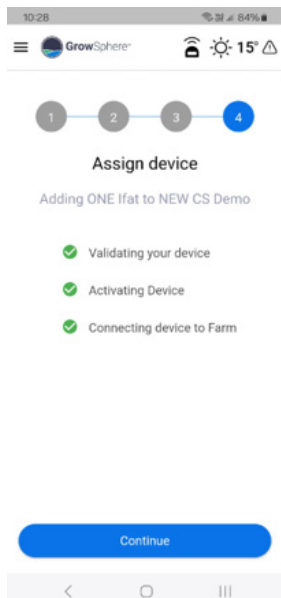 10:28
84%
GrowSphere
15°
1 2 3 4
Assign device
Adding ONE Ifat to NEW CS Demo
Validating your device
Activating Device
Connecting device to Farm
Continue